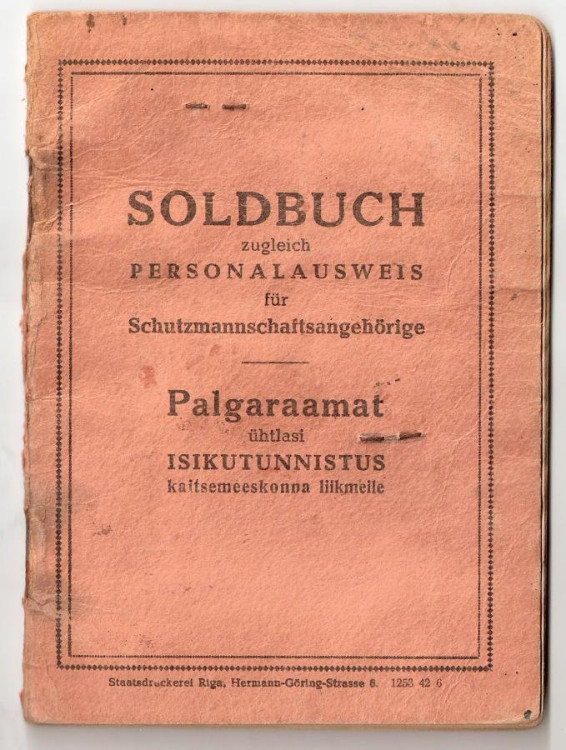 SOLDBUCH
zugleich
PERSONALAUSWEIS
für
Schutzmannschaftsangehörige
Palgaraamat
ühtlasi
ISIKUTUNNISTUS
kaitsemeeskonna liikmeile
Staatsdruckerei Riga, Hermann-Göring-Strasse 6. 1253 42 6